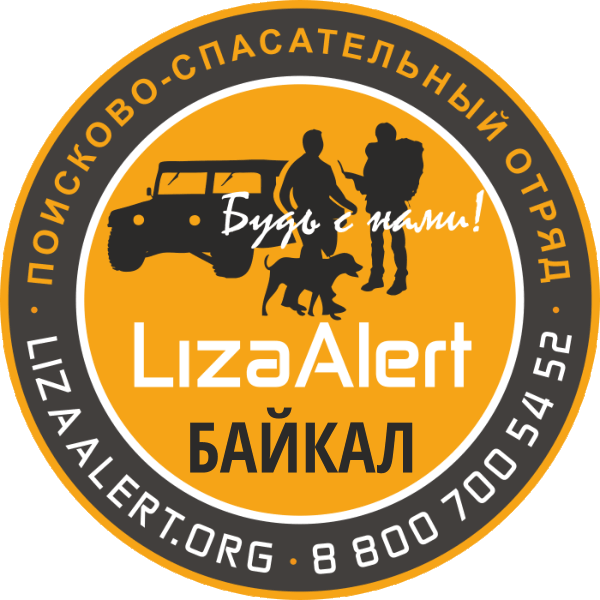 ПОИСКОВО-СПАСАТЕЛЬНЫЙ ОТРЯД
Будь с нами!
LizaAlert
БАЙКАЛ
LIZAALERT.ORG · 8 800 700 54 52